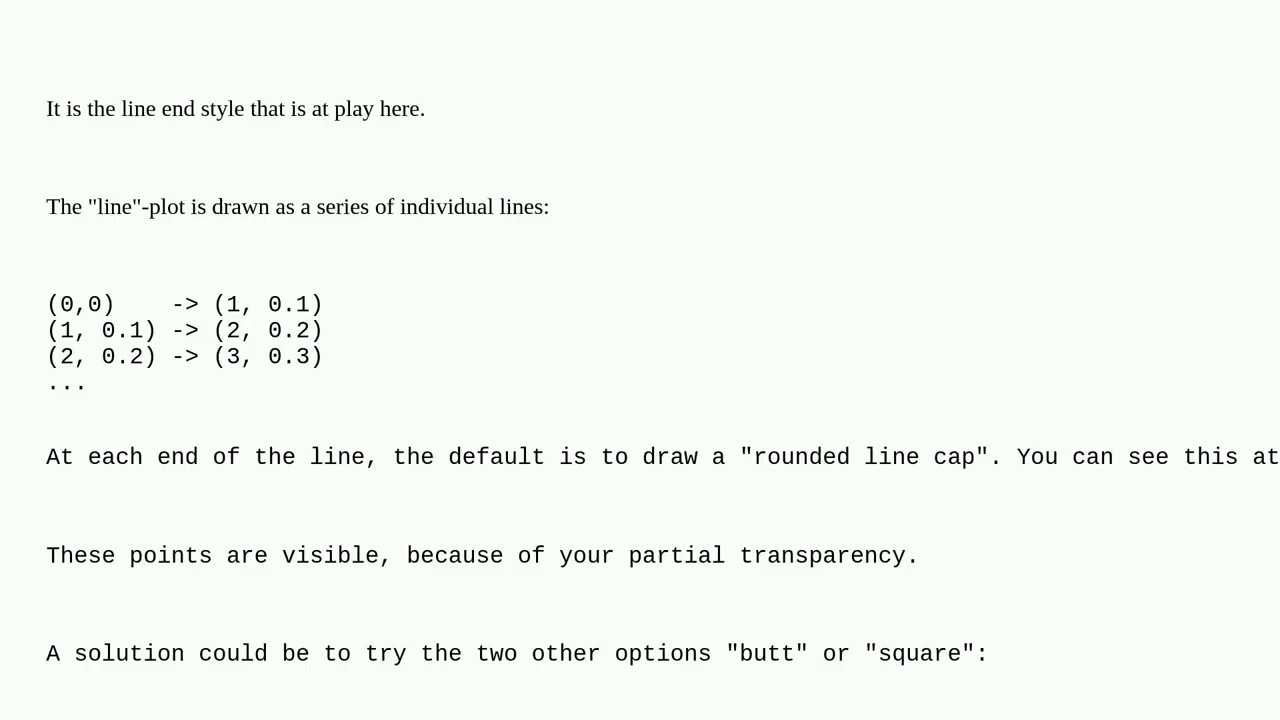 It is the line end style that is at play here.
The "line"-plot is drawn as a series of individual lines:
(0,0)    -> (1, 0.1)
(1, 0.1) -> (2, 0.2)
(2, 0.2) -> (3, 0.3)
...
At each end of the line, the default is to draw a "rounded line cap". You can see this at
These points are visible, because of your partial transparency.
A solution could be to try the two other options "butt" or "square":